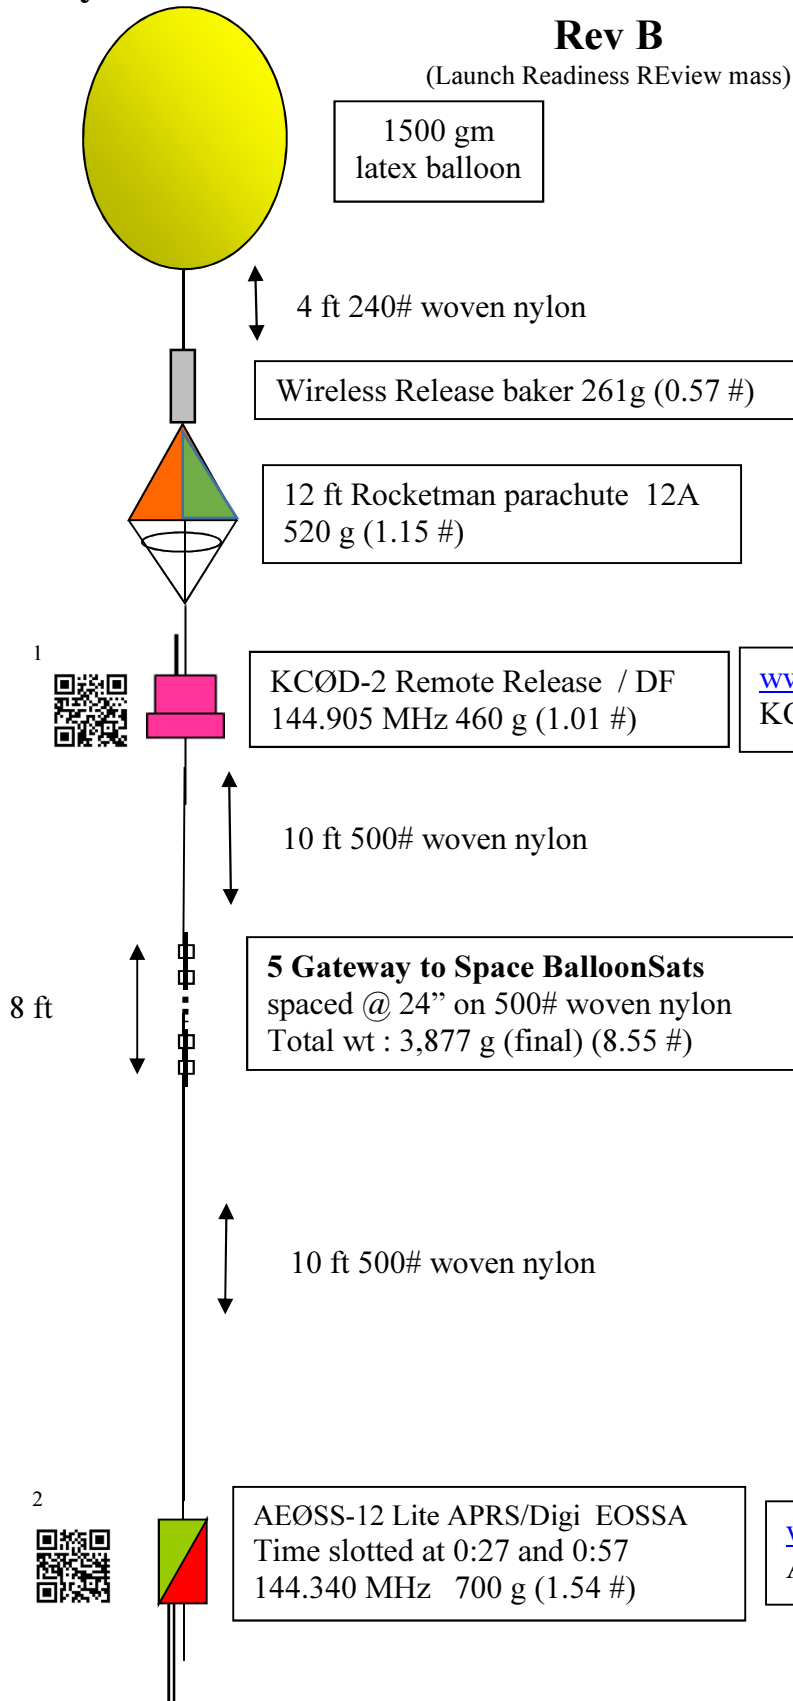 Rev B
(Launch Readiness REview mass)
1500 gm
latex balloon
4 ft 240# woven nylon
Wireless Release baker 261g (0.57 #)
12 ft Rocketman parachute 12A
520 g (1.15 #)
1
KCØD-2 Remote Release / DF
144.905 MHz 460 g (1.01 #)
10 ft 500# woven nylon
8 ft
5 Gateway to Space BalloonSats
spaced @ 24” on 500# woven nylon
Total wt : 3,877 g (final) (8.55 #)
10 ft 500# woven nylon
2
AEØSS-12 Lite APRS/Digi EOSSA
Time slotted at 0:27 and 0:57
144.340 MHz 700 g (1.54 #)